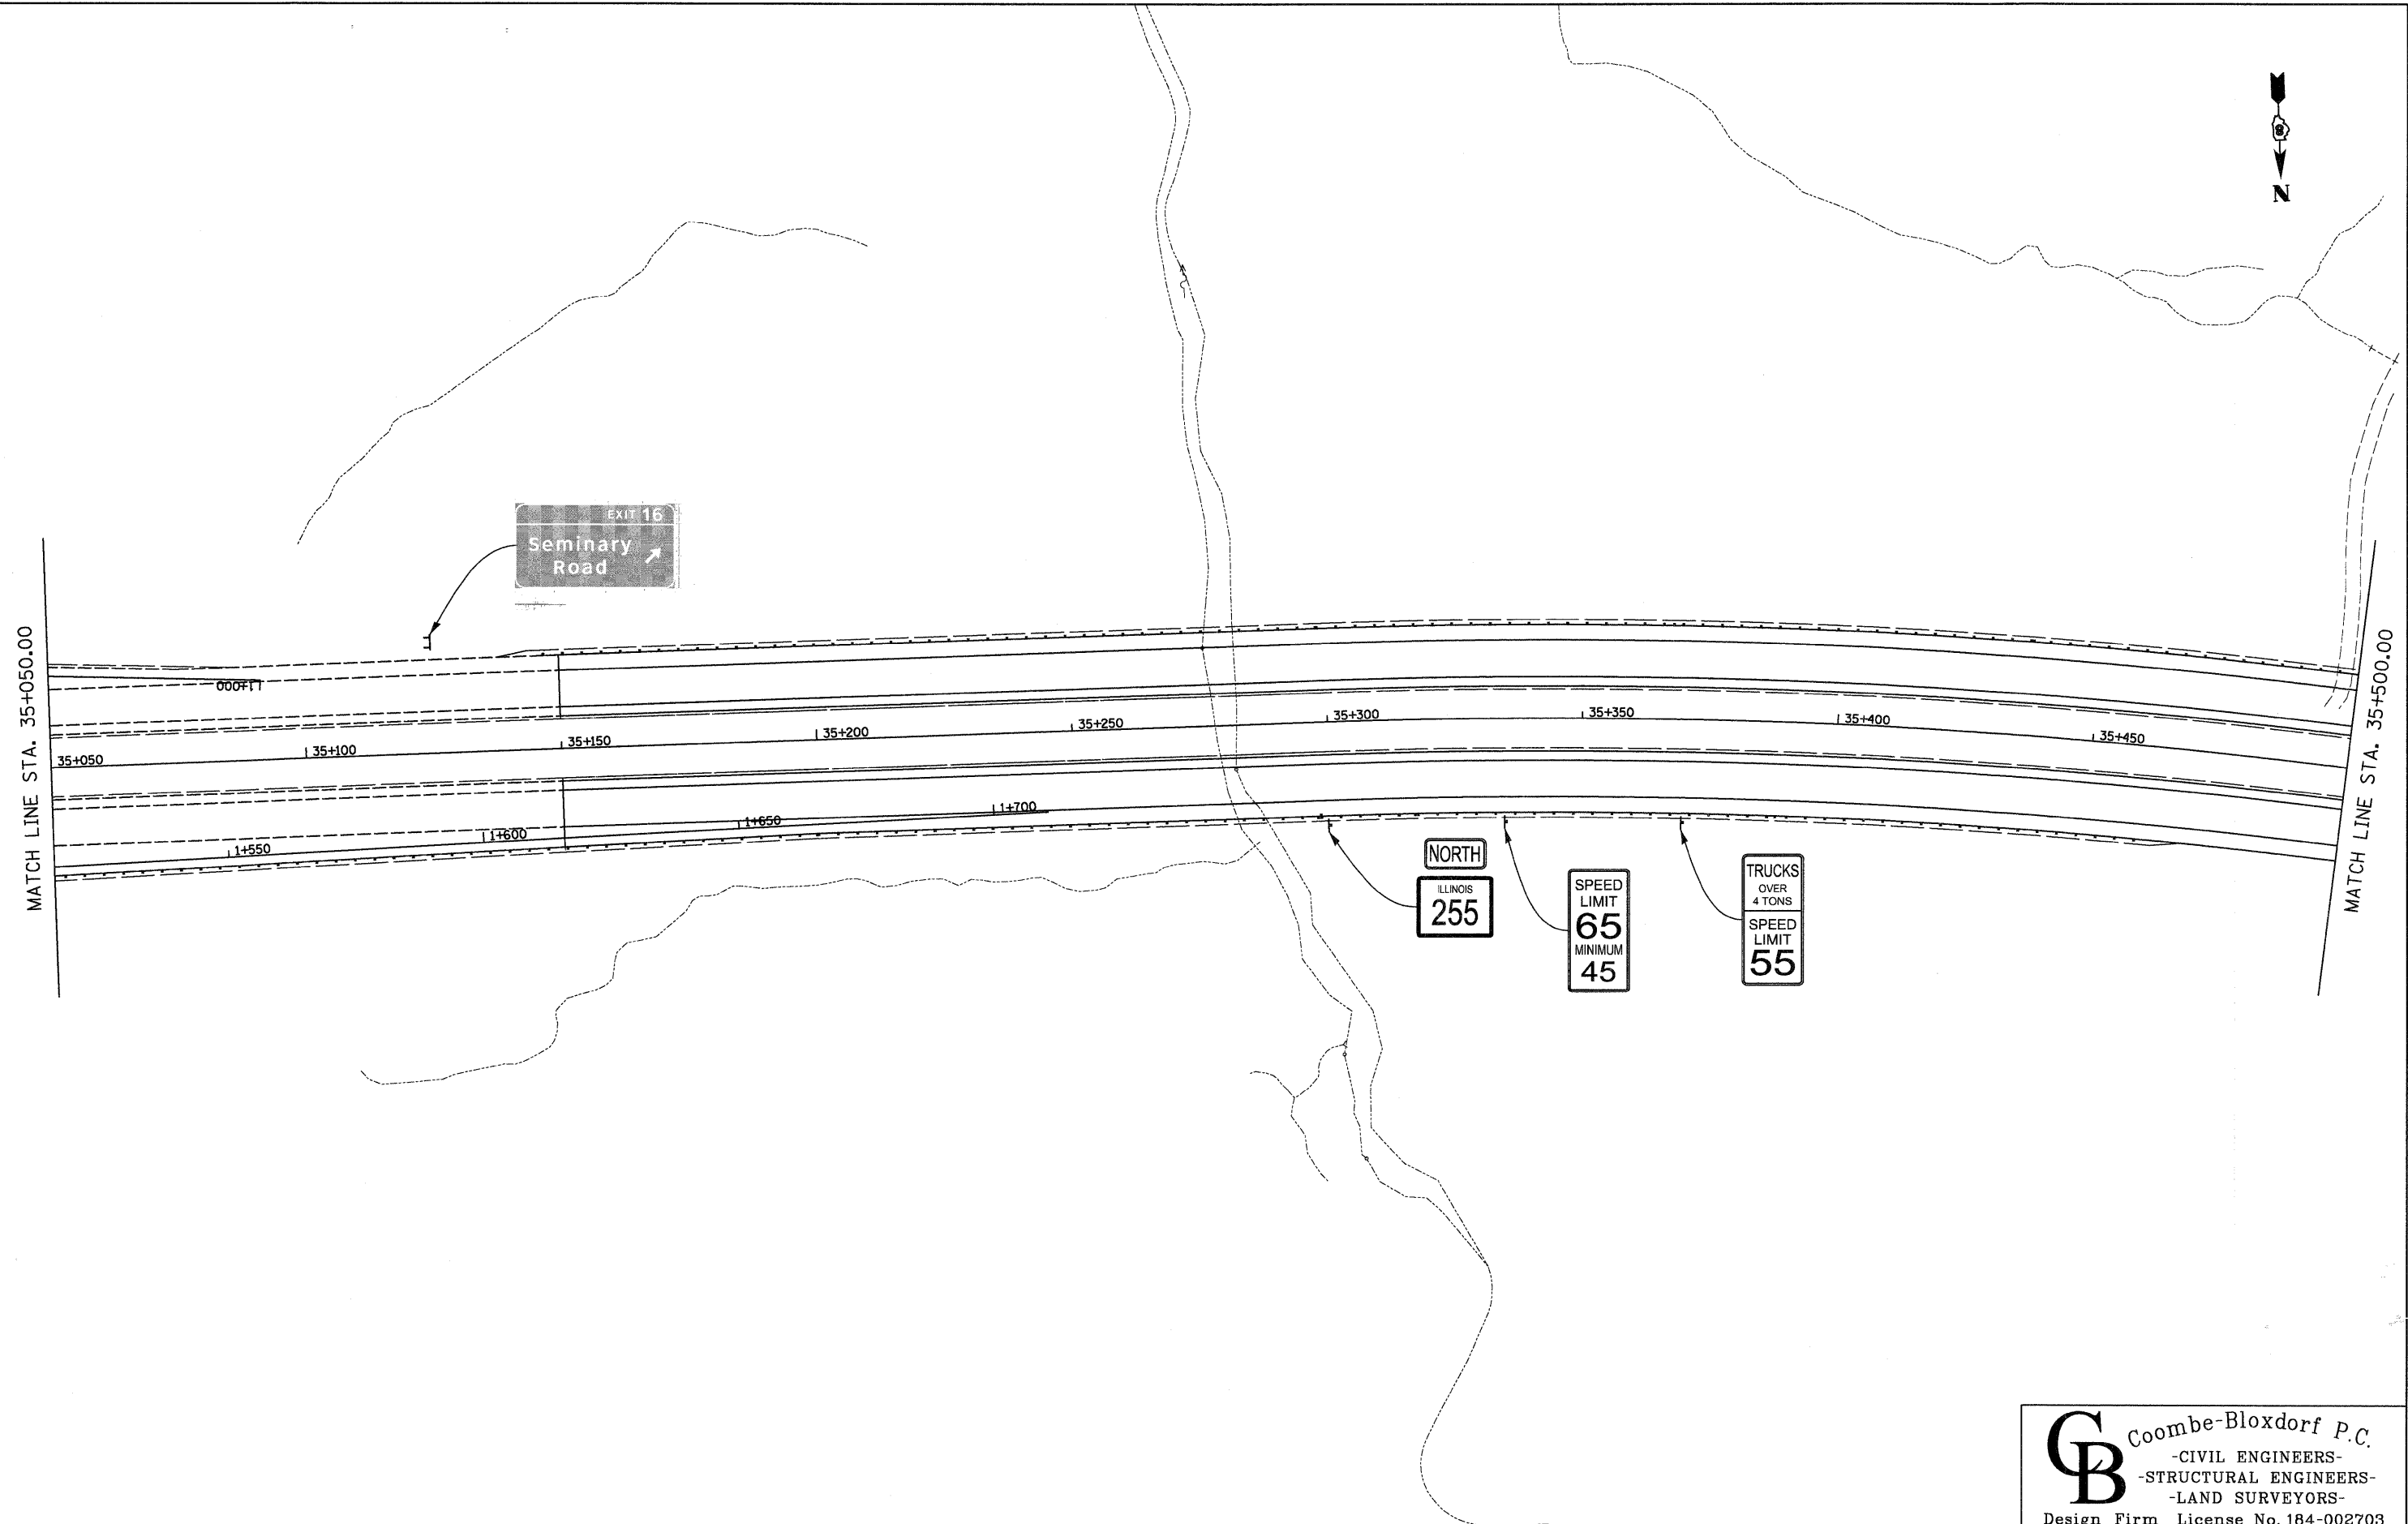 N
EXIT 16
Seminary
Road
MATCH LINE STA. 35+050.00
MATCH LINE STA. 35+500.00
11+000
35+050
35+100
35+150
35+200
35+250
35+300
35+350
35+400
35+450
1+550
1+600
1+650
1+700
NORTH
ILLINOIS
255
SPEED
LIMIT
65
MINIMUM
45
TRUCKS
OVER
4 TONS
SPEED
LIMIT
55
CB
Coombe-Bloxdorf P.C.
-CIVIL ENGINEERS-
-STRUCTURAL ENGINEERS-
-LAND SURVEYORS-
Design Firm License No. 184-002703